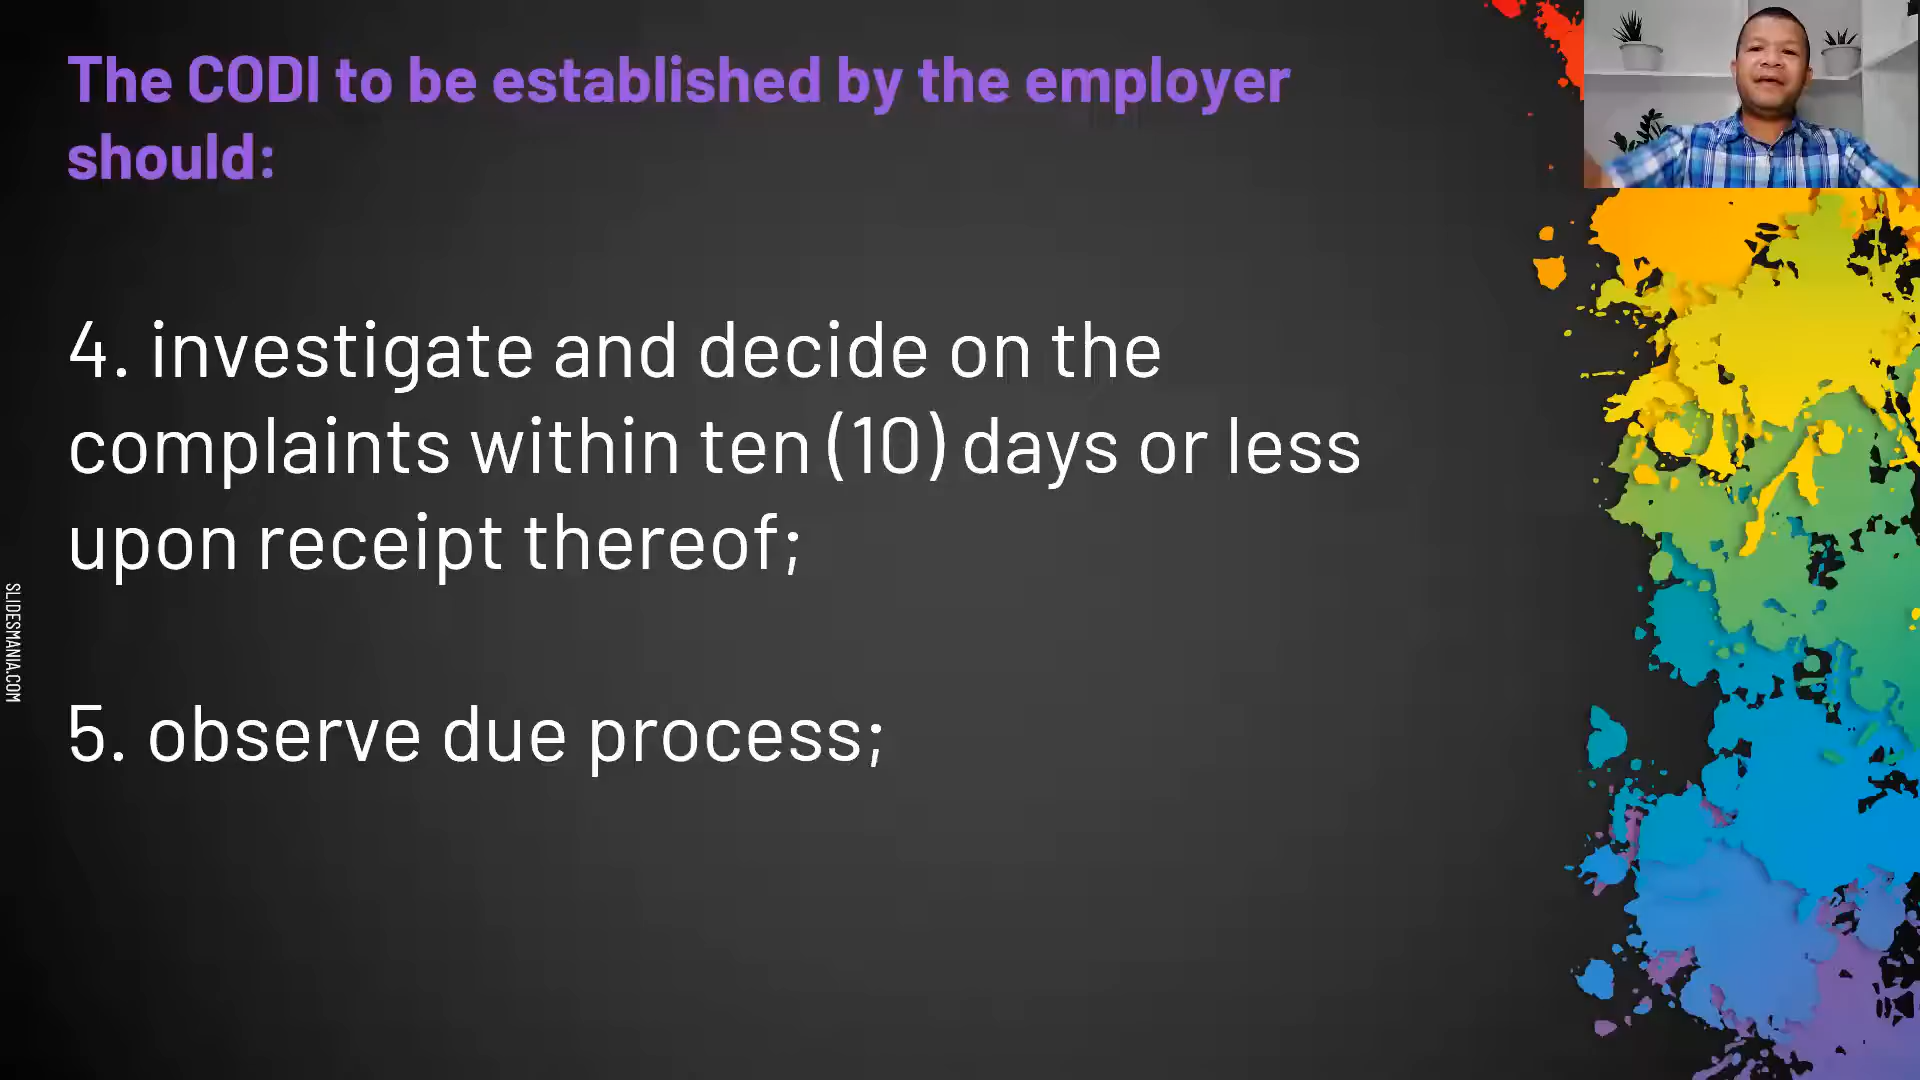 The CODI to be established by the employer
should:
4. investigate and decide on the
complaints within ten (10) days or less
upon receipt thereof;
5. observe due process;
SLIDESMANIA.COM